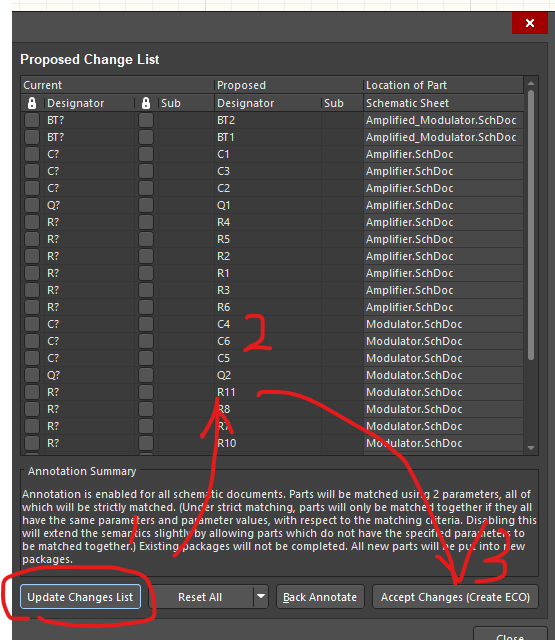 Proposed Change List
Current Proposed Location of Part
Designator Sub Designator Sub Schematic Sheet
BT? BT2 Amplified_Modulator.SchDoc
BT? BT1 Amplified_Modulator.SchDoc
C? C1 Amplifier.SchDoc
C? C3 Amplifier.SchDoc
C? C2 Amplifier.SchDoc
Q? Q1 Amplifier.SchDoc
R? R4 Amplifier.SchDoc
R? R5 Amplifier.SchDoc
R? R2 Amplifier.SchDoc
R? R1 Amplifier.SchDoc
R? R3 Amplifier.SchDoc
R? R6 Amplifier.SchDoc
C? C4 Modulator.SchDoc
2
C? C6 Modulator.SchDoc
C? C5 Modulator.SchDoc
Q? Q2 Modulator.SchDoc
R? R11 Modulator.SchDoc
R? R8 Modulator.SchDoc
R? Modulator.SchDoc
R? R10 Modulator.SchDoc
Annotation Summary
Annotation is enabled for all schematic documents. Parts will be matched using 2 parameters, all of
which will be strictly matched. (Under strict matching, parts will only be matched together if they all
have the same parameters and parameter values, with respect to the matching criteria. Disabling this
will extend the semantics slightly by allowing parts which do not have the specified parameters to
be matched together.) Existing packages will not be completed. All new parts will be put into new
packages.
1
3
Update Changes List Reset All Back Annotate Accept Changes (Create ECO)
Close